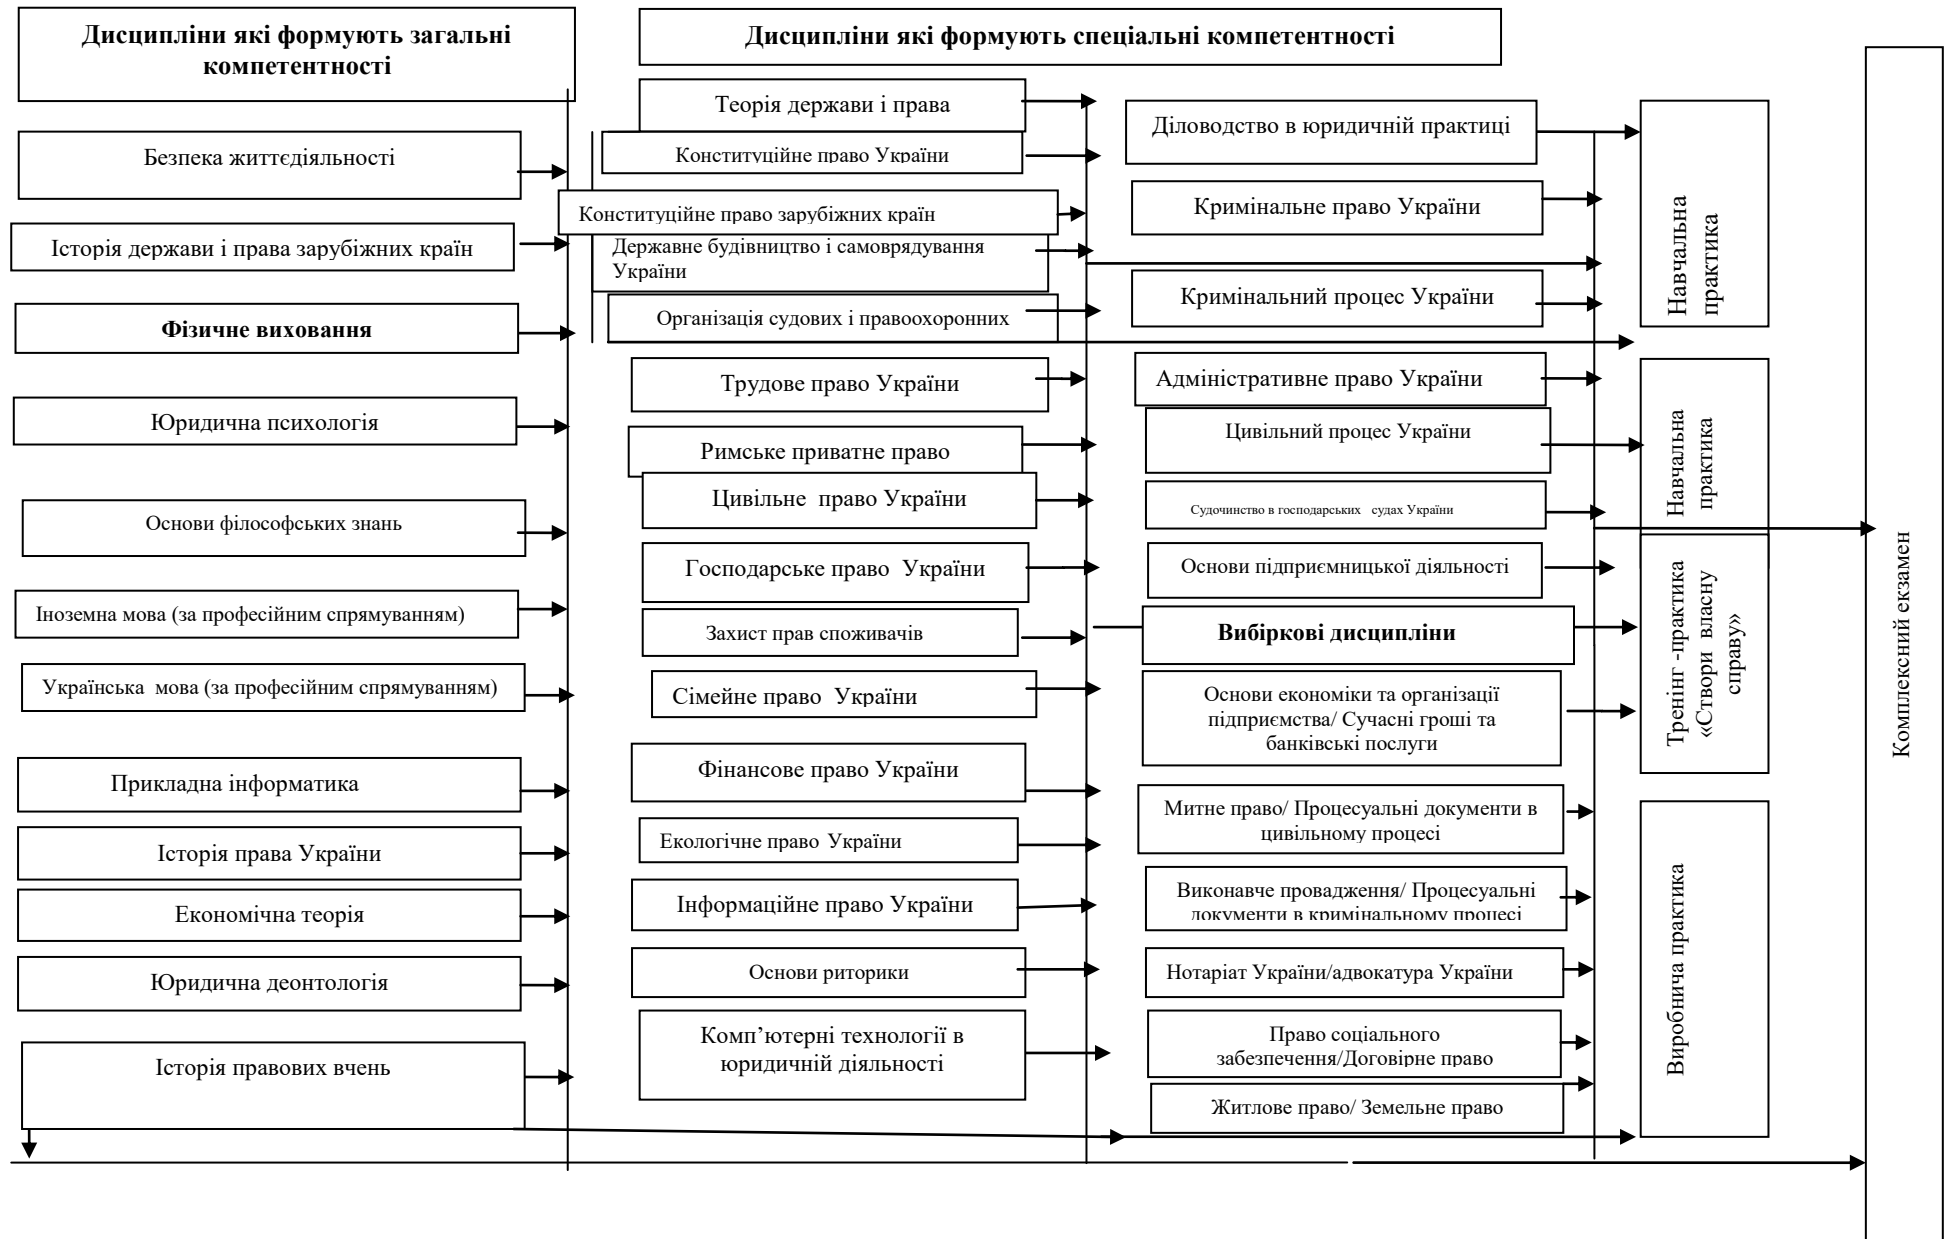 Дисципліни які формують загальні
компетентності
Безпека життєдіяльності
Історія держави і права зарубіжних країн
Фізичне виховання
Юридична психологія
Основи філософських знань
Іноземна мова (за професійним спрямуванням)
Українська мова (за професійним спрямуванням)
Прикладна інформатика
Історія права України
Економічна теорія
Юридична деонтологія
Історія правових вчень
Дисципліни які формують спеціальні компетентності
Теорія держави і права
Конституційне право України
Конституційне право зарубіжних країн
Державне будівництво і самоврядування
України
Організація судових і правоохоронних
Трудове право України
Римське приватне право
Цивільне право України
Господарське право України
Захист прав споживачів
Сімейне право України
Фінансове право України
Екологічне право України
Інформаційне право України
Основи риторики
Комп’ютерні технології в
юридичній діяльності
Діловодство в юридичній практиці
Кримінальне право України
Кримінальний процес України
Адміністративне право України
Цивільний процес України
Судочинство в господарських судах України
Основи підприємницької діяльності
Вибіркові дисципліни
Основи економіки та організації
підприємства/ Сучасні гроші та
банківські послуги
Митне право/ Процесуальні документи в
цивільному процесі
Виконавче провадження/ Процесуальні
документи в кримінальному процесі
Нотаріат України/адвокатура України
Право соціального
забезпечення/Договірне право
Житлове право/ Земельне право
Навчальна
практика
Навчальна
практика
Тренінг -практика
«Створи власну
справу»
Виробнича практика
Комплексний екзамен